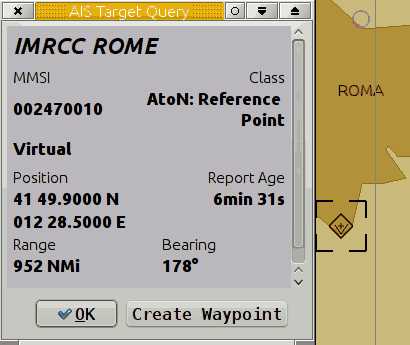 AIS Target Query
IMRCC ROME
MMSI Class
002470010 AtoN: Reference
Point
Virtual
Position Report Age
41 49.9000 N 6min 31s
012 28.5000 E
Range Bearing
952 NMi 178°
OK Create Waypoint
ROMA